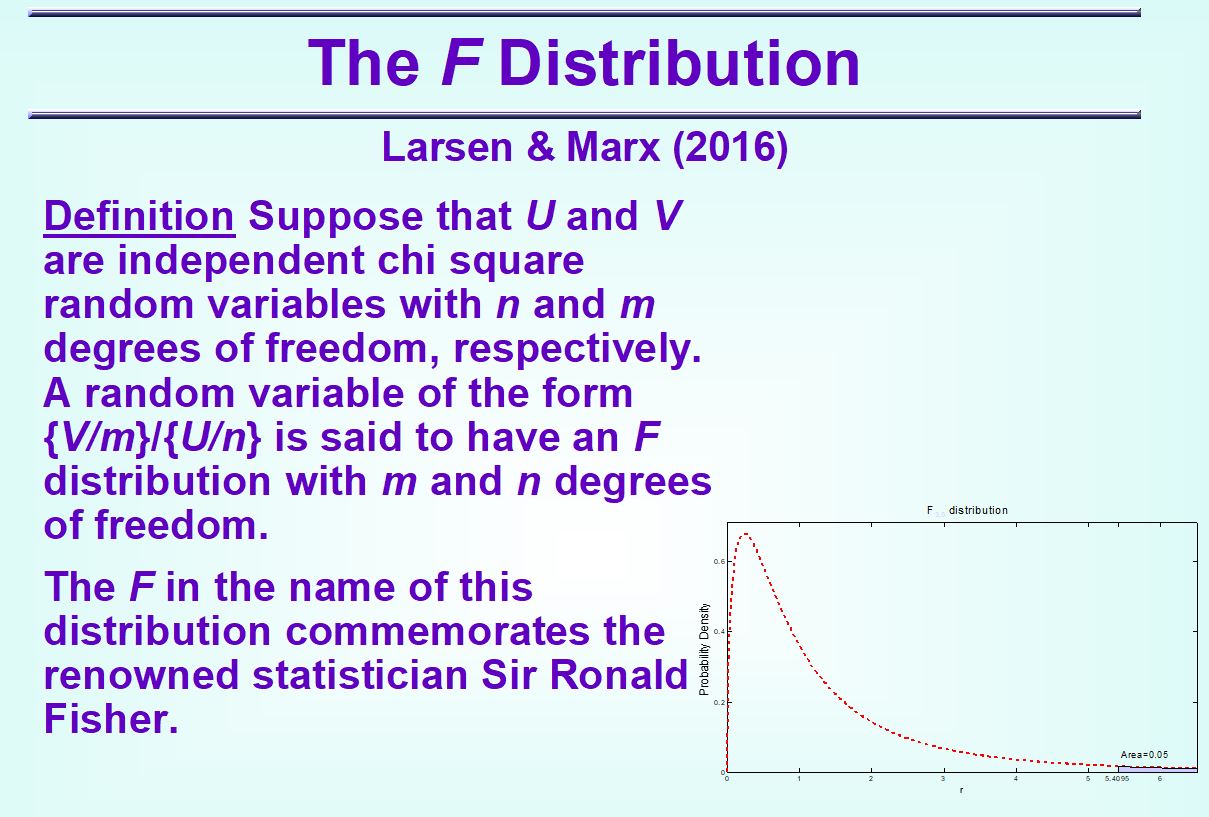 The F Distribution
Larsen & Marx (2016)
Definition Suppose that U and V
are independent chi square
random variables with n and m
degrees of freedom, respectively.
A random variable of the form
{V/m}/{U/n} is said to have an F
distribution with m and n degrees
of freedom.
The F in the name of this
distribution commemorates the
renowned statistician Sir Ronald
Fisher.
F distribution
Probability Density
0.6
0.4
0.2
0
Area=0.05
0 1 2 3 4 5 5.4095 6
r